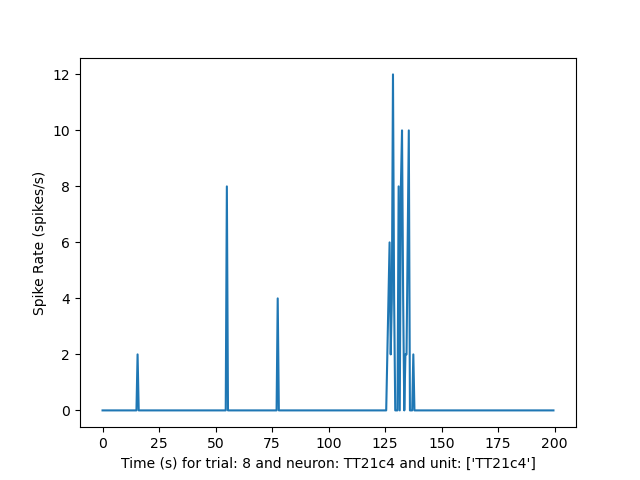 12
10
8
6
4
2
0
Spike Rate (spikes/s)
0 25 50 75 100 125 150 175 200
Time (s) for trial: 8 and neuron: TT21c4 and unit: ['TT21c4']